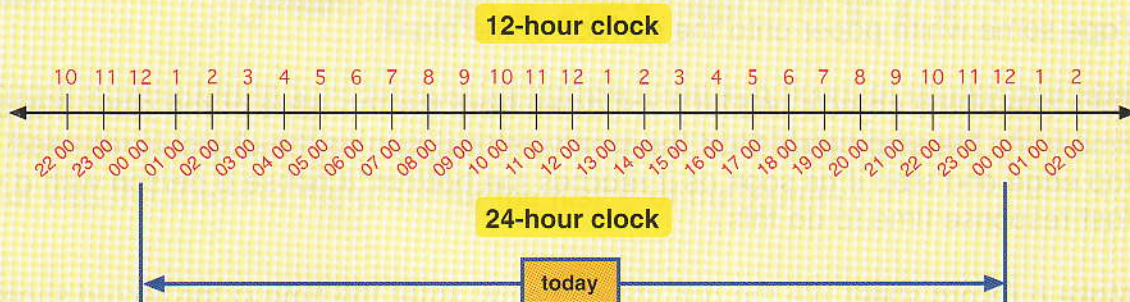 12-hour clock
10 11 12 1 2 3 4 5 6 7 8 9 10 11 12 1 2 3 4 5 6 7 8 9 10 11 12 1 2
22 00 23 00 00 00 01 00 02 00 03 00 04 00 05 00 06 00 07 00 08 00 09 00 10 00 11 00 12 00 13 00 14 00 15 00 16 00 17 00 18 00 19 00 20 00 21 00 22 00 23 00 00 00 01 00 02 00
24-hour clock
today